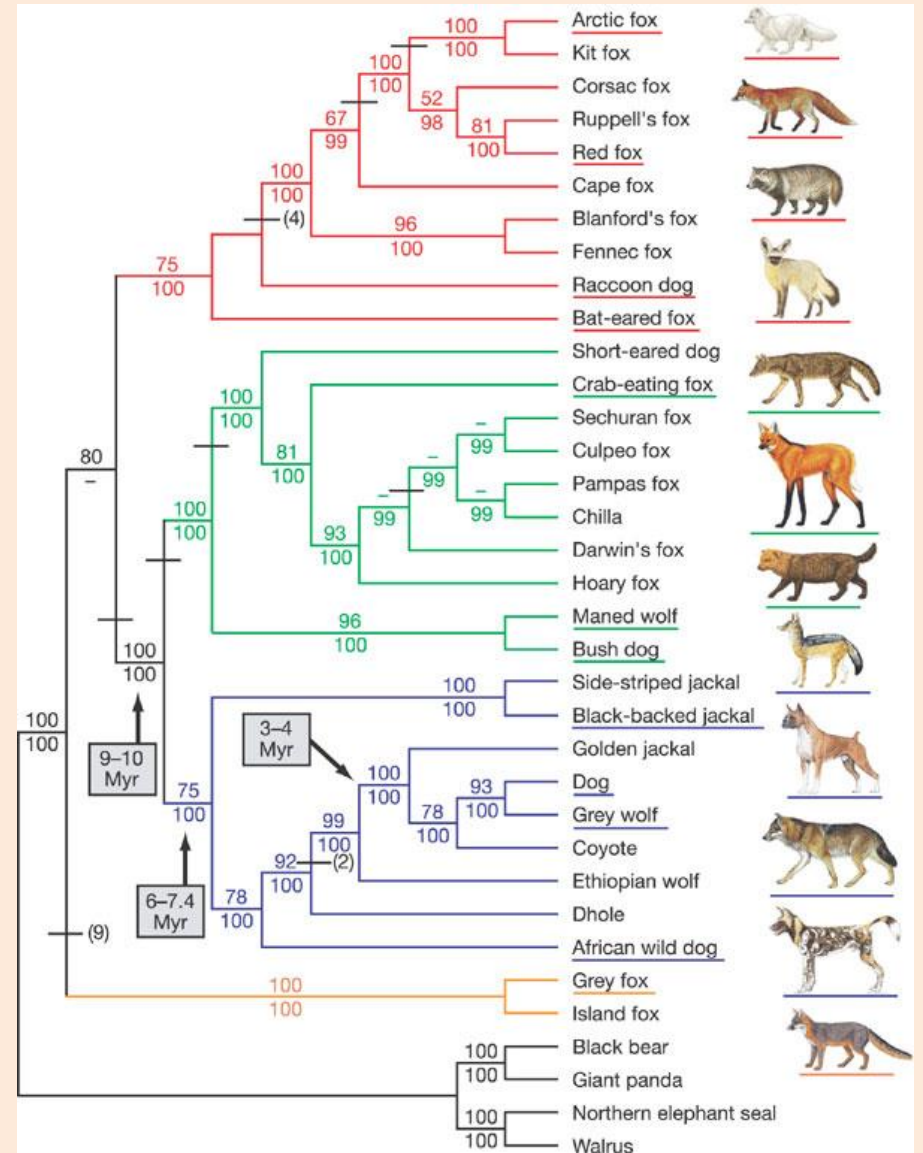 100
100
Arctic fox
Kit fox
100
100
Corsac fox
52
98
Ruppell's fox
81
100
Red fox
67
99
Cape fox
100
100
(4)
Blanford's fox
96
100
Fennec fox
75
100
Raccoon dog
Bat-eared fox
Short-eared dog
100
100
Crab-eating fox
Sechuran fox
–
99
Culpeo fox
81
100
–
99
Pampas fox
–
99
Chilla
80
–
–
99
Darwin's fox
100
100
93
100
Hoary fox
Maned wolf
96
100
Bush dog
100
100
Side-striped jackal
100
100
Black-backed jackal
100
100
9–10
Myr
3–4
Myr
Golden jackal
100
100
Dog
93
100
Grey wolf
75
100
78
100
Coyote
99
100
(2)
Ethiopian wolf
92
100
6–7.4
Myr
78
100
Dhole
(9)
African wild dog
Grey fox
100
100
Island fox
Black bear
100
100
Giant panda
Northern elephant seal
100
100
Walrus